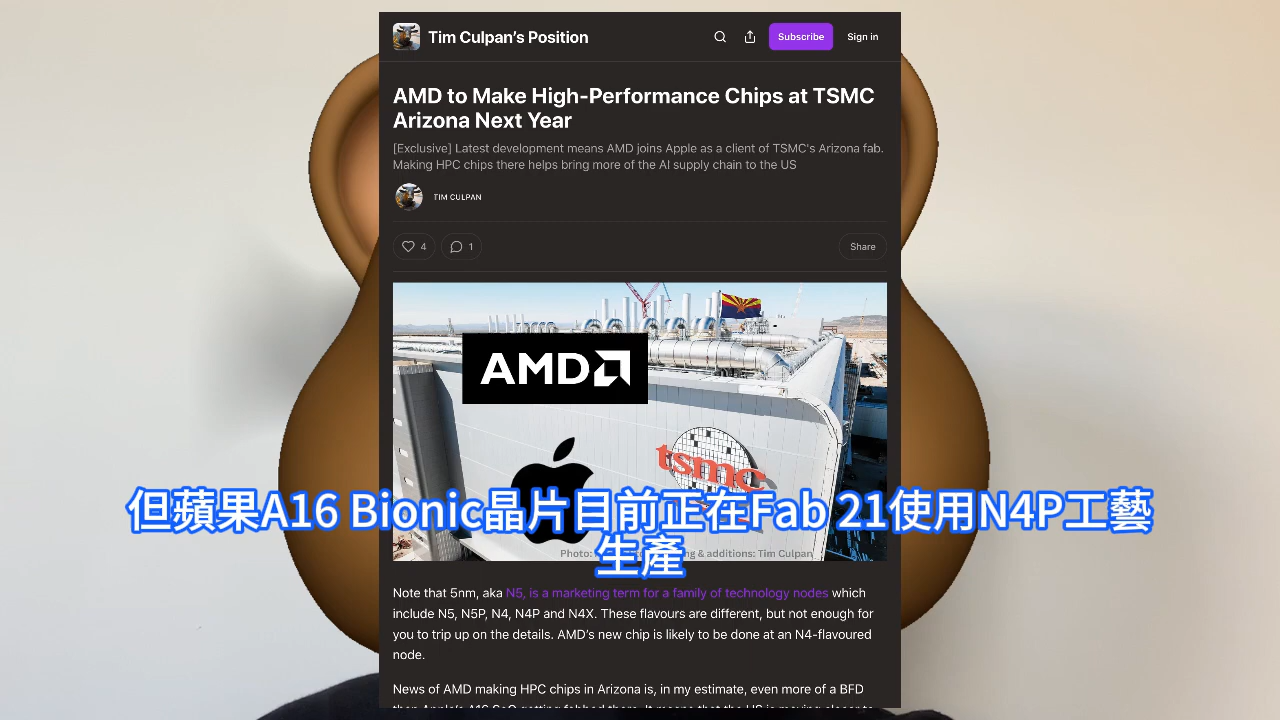 Tim Culpan's Position
Subscribe
Sign in
AMD to Make High-Performance Chips at TSMC
Arizona Next Year
[Exclusive] Latest development means AMD joins Apple as a client of TSMC's Arizona fab.
Making HPC chips there helps bring more of the AI supply chain to the US
TIM CULPAN
4
1
Share
AMD
tsmc
但蘋果A16 Bionic晶片目前正在Fab 21使用N4P工藝
生產
Photo: & additions: Tim Culpan
Note that 5nm, aka N5, is a marketing term for a family of technology nodes which
include N5, N5P, N4, N4P and N4X. These flavours are different, but not enough for
you to trip up on the details. AMD's new chip is likely to be done at an N4-flavoured
node.
News of AMD making HPC chips in Arizona is, in my estimate, even more of a BFD